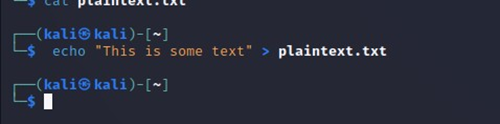 └─$ cat plaintext.txt
┌──(kali㉿kali)-[~]
└─$ echo "This is some text" > plaintext.txt
┌──(kali㉿kali)-[~]
└─$